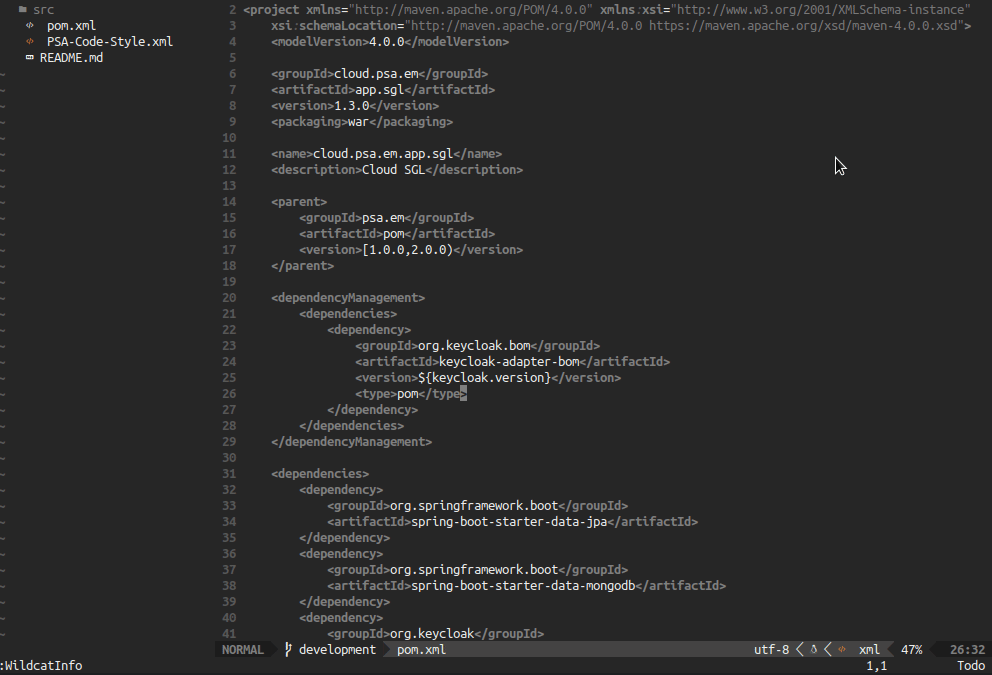 src
pom.xml
PSA-Code-Style.xml
README.md
2 <project xmlns="http://maven.apache.org/POM/4.0.0" xmlns:xsi="http://www.w3.org/2001/XMLSchema-instance"
3 xsi:schemaLocation="http://maven.apache.org/POM/4.0.0 https://maven.apache.org/xsd/maven-4.0.0.xsd">
4 <modelVersion>4.0.0</modelVersion>
5
6 <groupId>cloud.psa.em</groupId>
7 <artifactId>app.sgl</artifactId>
8 <version>1.3.0</version>
9 <packaging>war</packaging>
10
11 <name>cloud.psa.em.app.sgl</name>
12 <description>Cloud SGL</description>
13
14 <parent>
15 <groupId>psa.em</groupId>
16 <artifactId>pom</artifactId>
17 <version>[1.0.0,2.0.0)</version>
18 </parent>
19
20 <dependencyManagement>
21 <dependencies>
22 <dependency>
23 <groupId>org.keycloak.bom</groupId>
24 <artifactId>keycloak-adapter-bom</artifactId>
25 <version>${keycloak.version}</version>
26 <type>pom</type>
27 </dependency>
28 </dependencies>
29 </dependencyManagement>
30
31 <dependencies>
32 <dependency>
33 <groupId>org.springframework.boot</groupId>
34 <artifactId>spring-boot-starter-data-jpa</artifactId>
35 </dependency>
36 <dependency>
37 <groupId>org.springframework.boot</groupId>
38 <artifactId>spring-boot-starter-data-mongodb</artifactId>
39 </dependency>
40 <dependency>
41 <groupId>org.keycloak</groupId>
NORMAL development pom.xml utf-8 xml 47% 26:32
:WildcatInfo 1,1 Todo